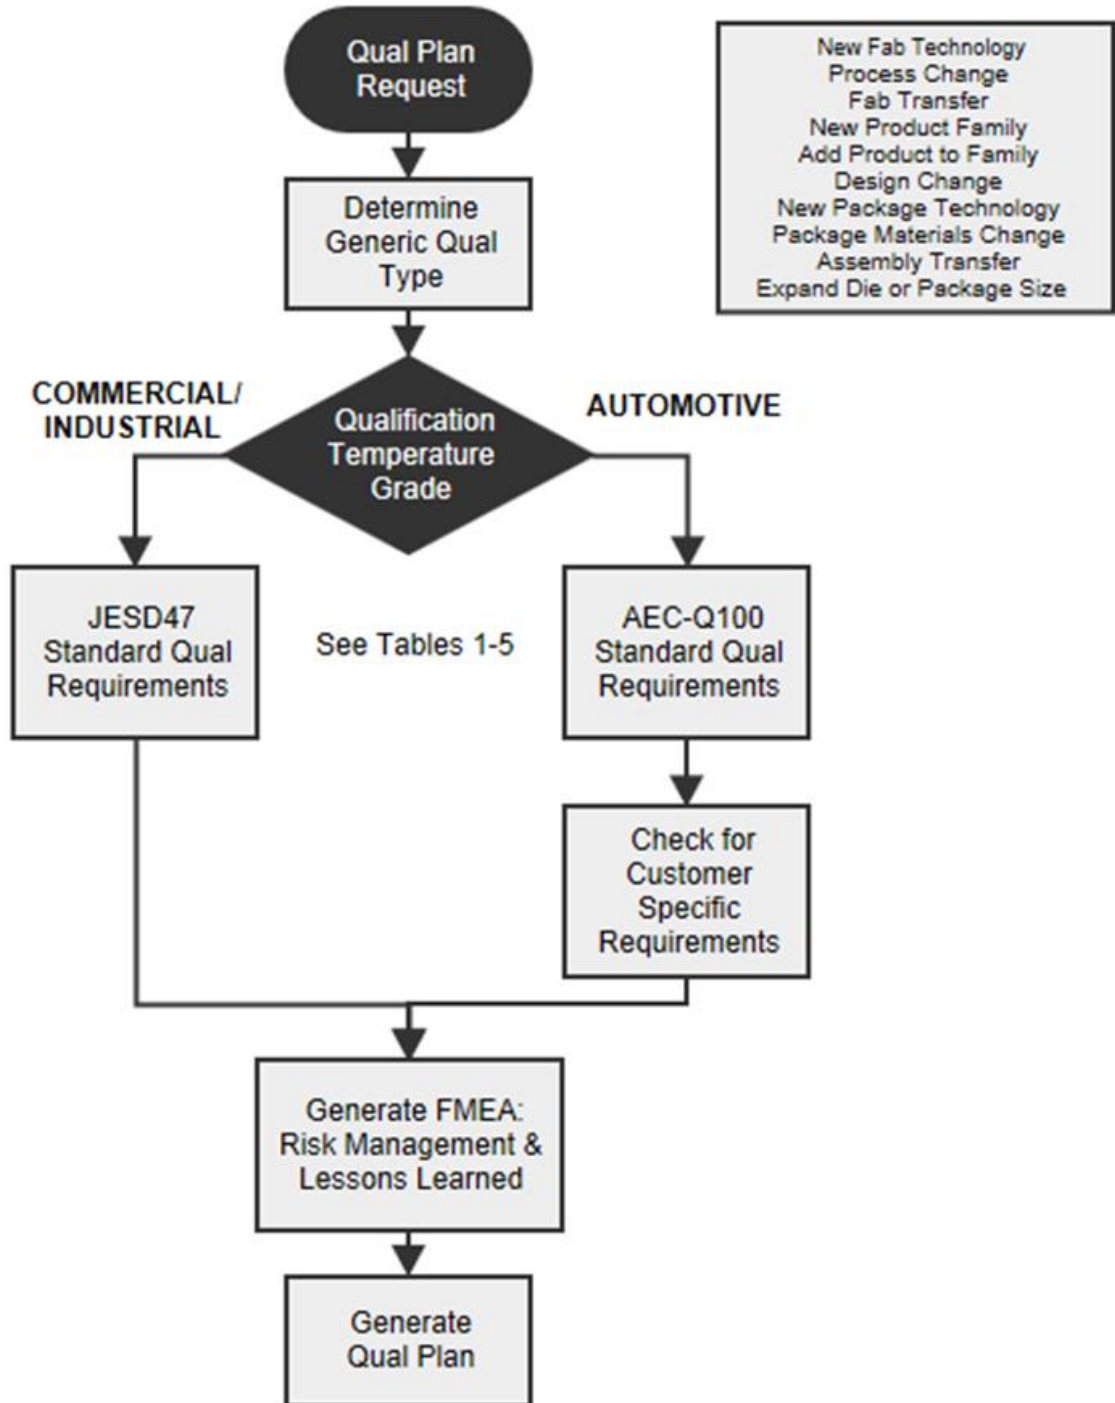 Qual Plan
Request
New Fab Technology
Process Change
Fab Transfer
New Product Family
Add Product to Family
Design Change
New Package Technology
Package Materials Change
Assembly Transfer
Expand Die or Package Size
Determine
Generic Qual
Type
COMMERCIAL/
INDUSTRIAL
Qualification
Temperature
Grade
AUTOMOTIVE
JESD47
Standard Qual
Requirements
See Tables 1-5
AEC-Q100
Standard Qual
Requirements
Check for
Customer
Specific
Requirements
Generate FMEA:
Risk Management &
Lessons Learned
Generate
Qual Plan